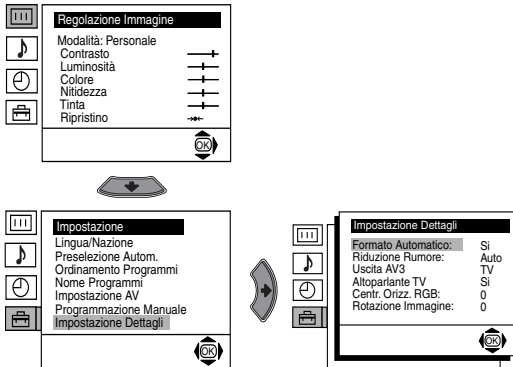 Regolazione Immagine
Modalità: Personale
Contrasto
Luminosità
Colore
Nitidezza
Tinta
Ripristino
OK
Impostazione
Lingua/Nazione
Preselezione Autom.
Ordinamento Programmi
Nome Programmi
Impostazione AV
Programmazione Manuale
Impostazione Dettagli
OK
Impostazione Dettagli
Formato Automatico: Si
Riduzione Rumore: Auto
Uscita AV3 TV
Altoparlante TV Si
Centr. Orizz. RGB: 0
Rotazione Immagine: 0
OK